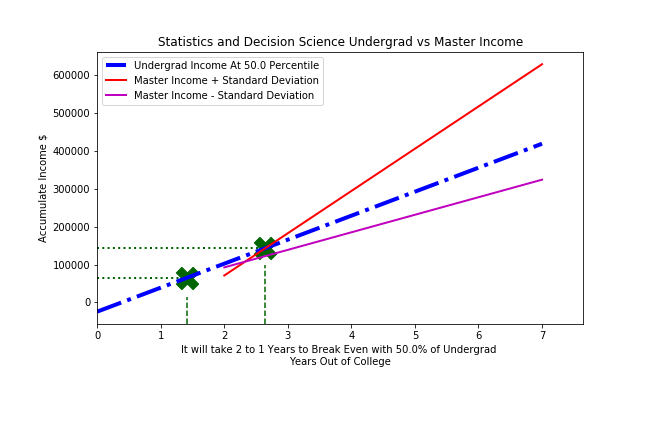 Statistics and Decision Science Undergrad vs Master Income
Undergrad Income At 50.0 Percentile
Master Income + Standard Deviation
Master Income - Standard Deviation
Accumulate Income $
600000
500000
400000
300000
200000
100000
0
0 1 2 3 4 5 6 7
It will take 2 to 1 Years to Break Even with 50.0% of Undergrad
Years Out of College